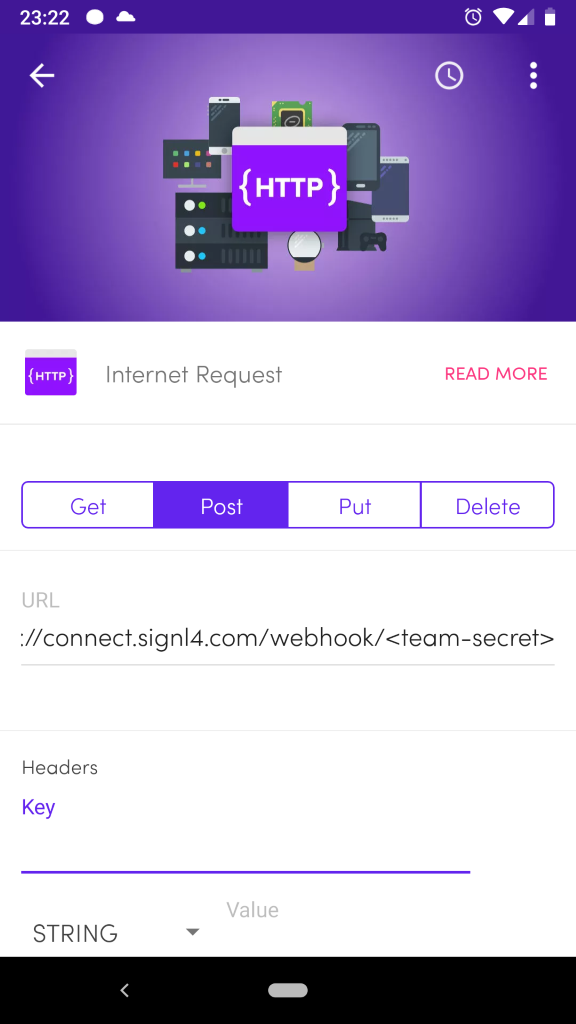 23:22
{HTTP}
{HTTP} Internet Request READ MORE
Get Post Put Delete
URL
://connect.signl4.com/webhook/<team-secret>
Headers
Key
Value
STRING